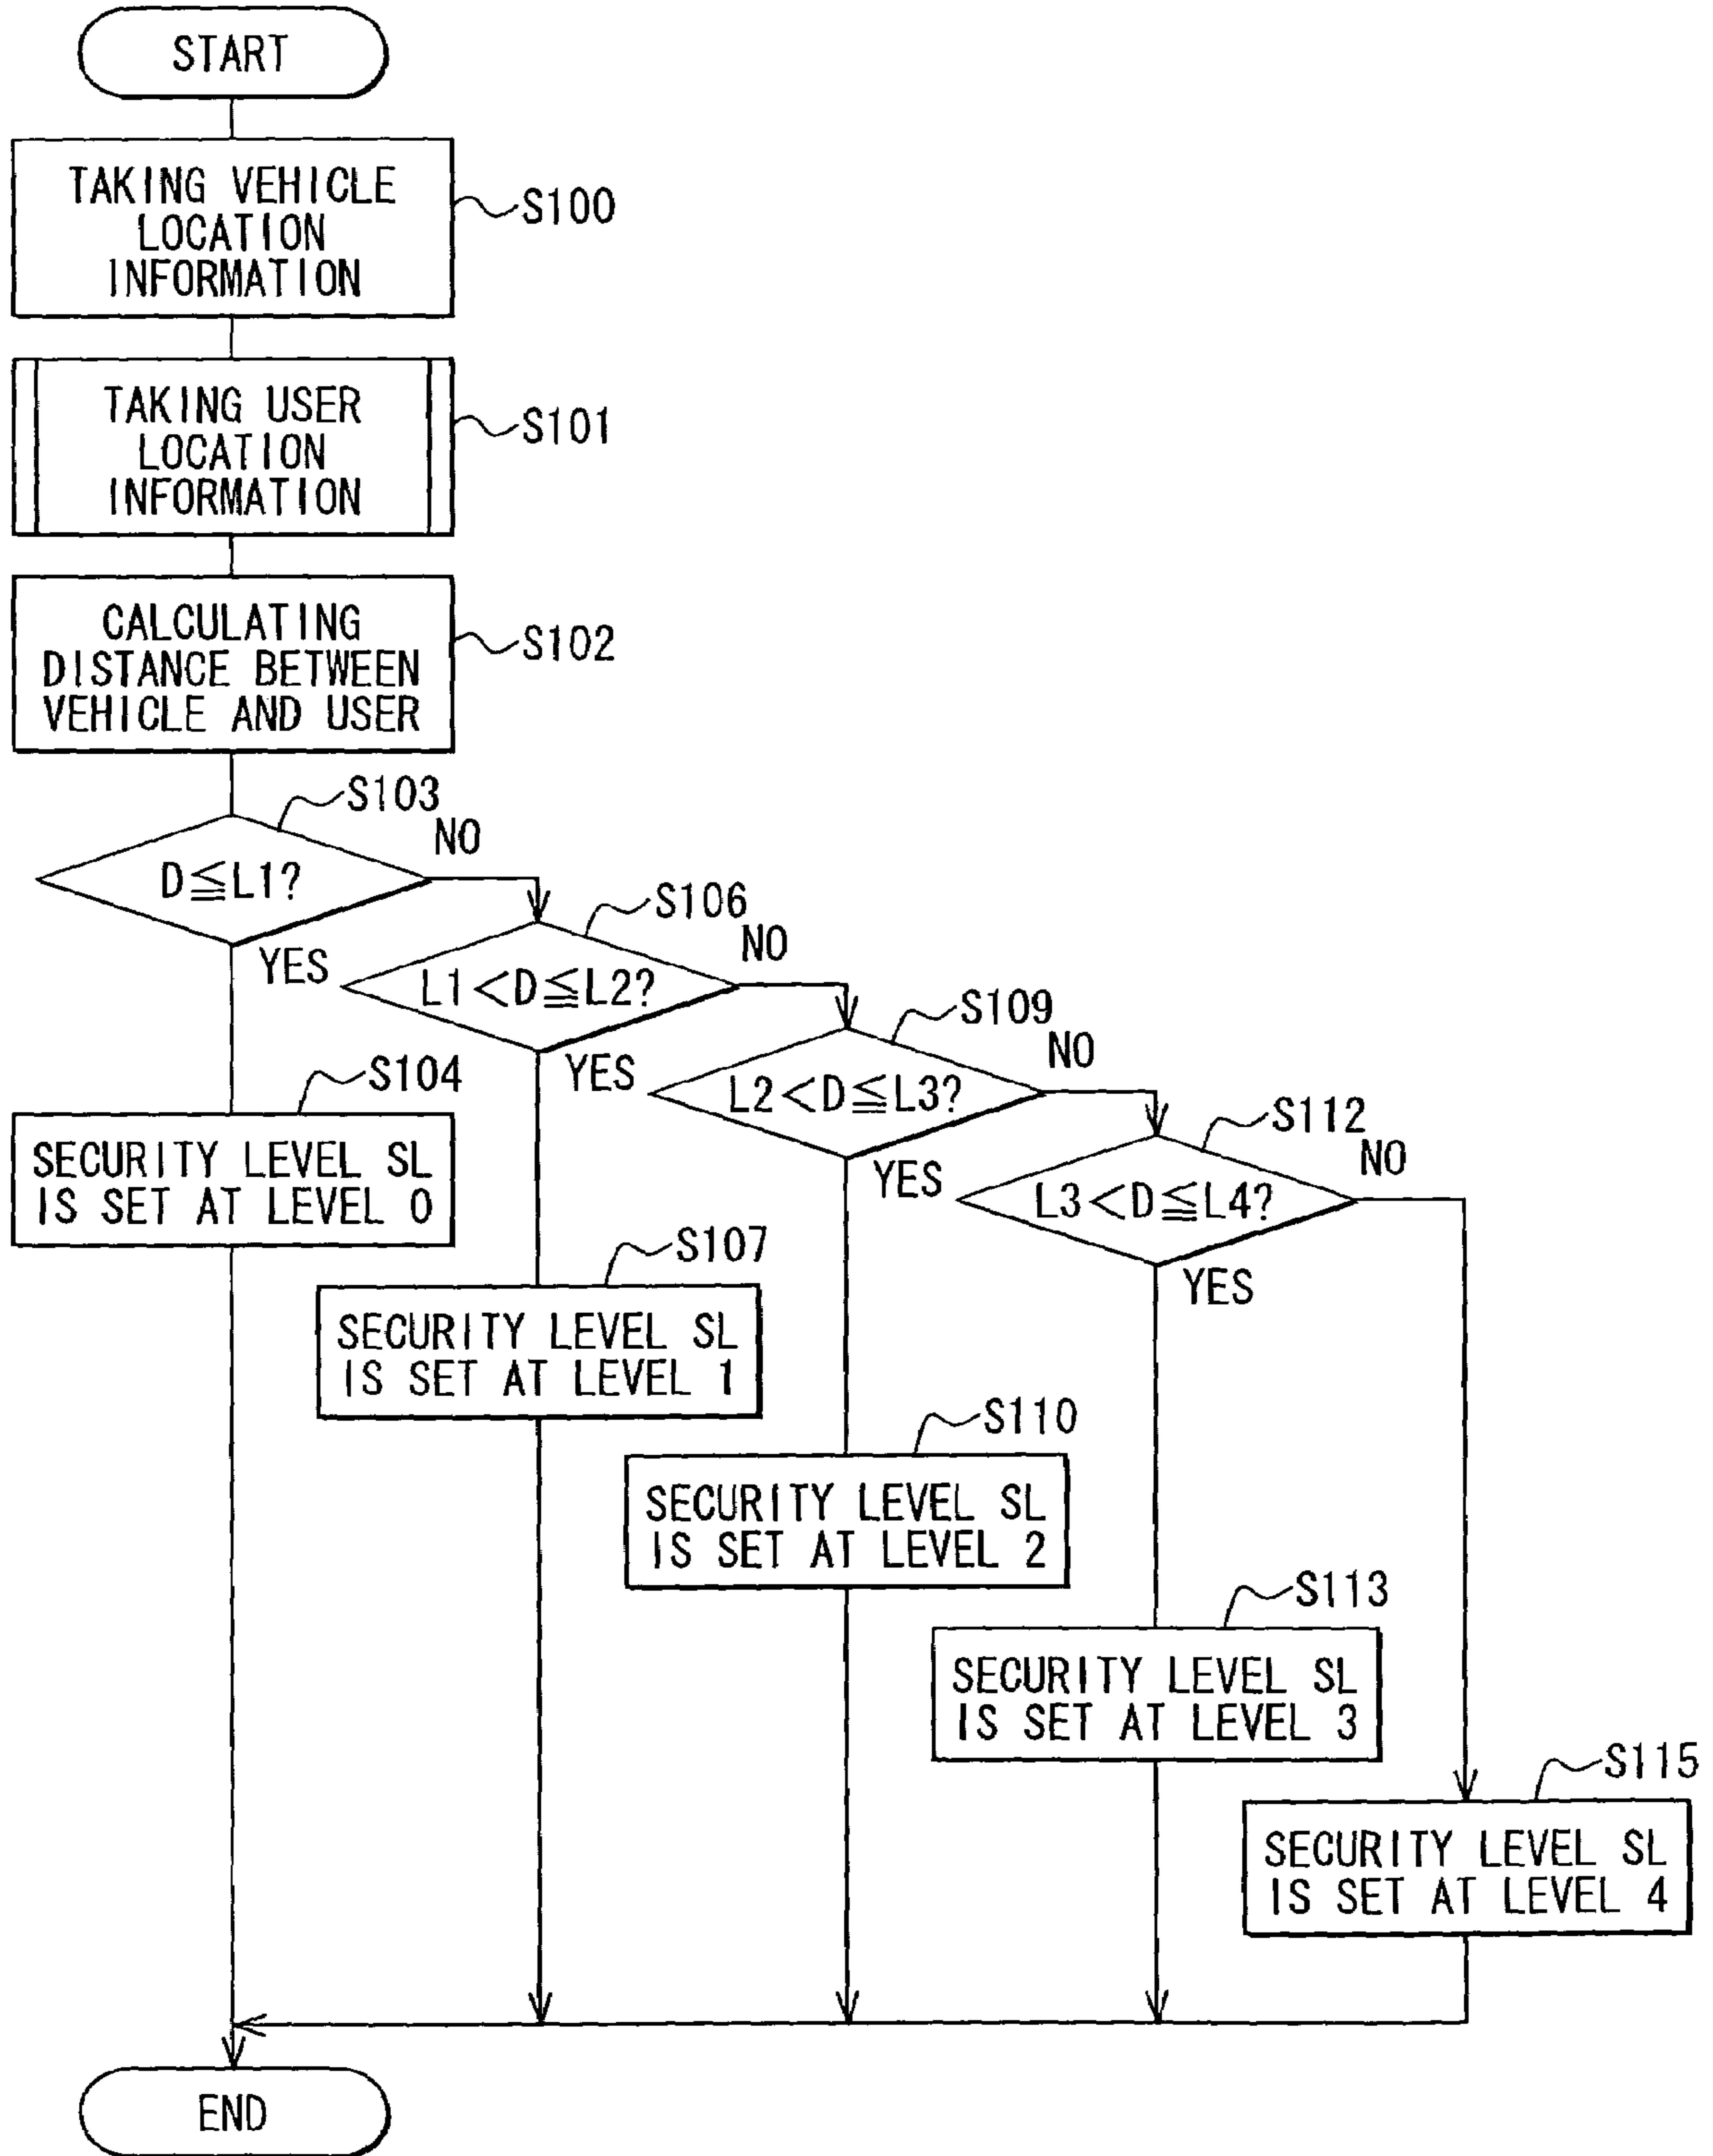 START
TAKING VEHICLE
LOCATION
INFORMATION
S100
TAKING USER
LOCATION
INFORMATION
S101
CALCULATING
DISTANCE BETWEEN
VEHICLE AND USER
S102
S103
D≦L1?
NO
YES
S106
L1<D≦L2?
NO
YES
S109
L2<D≦L3?
NO
YES
S112
L3<D≦L4?
NO
YES
S104
SECURITY LEVEL SL
IS SET AT LEVEL 0
S107
SECURITY LEVEL SL
IS SET AT LEVEL 1
S110
SECURITY LEVEL SL
IS SET AT LEVEL 2
S113
SECURITY LEVEL SL
IS SET AT LEVEL 3
S115
SECURITY LEVEL SL
IS SET AT LEVEL 4
END